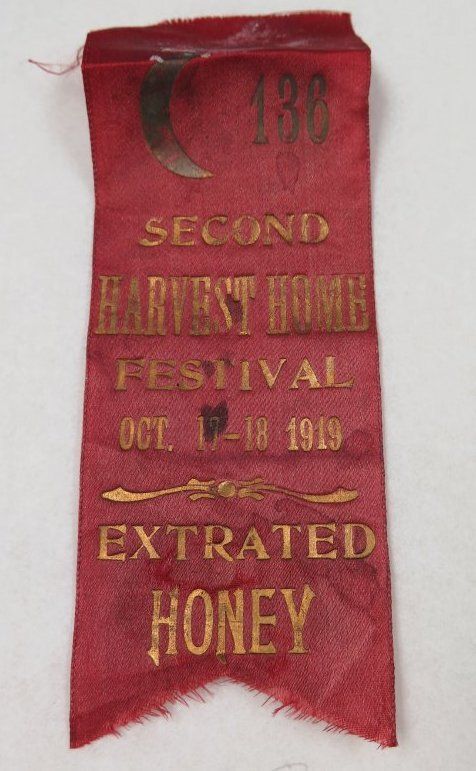 136
SECOND
HARVEST HOME
FESTIVAL
OCT. 17-18 1919
EXTRATED
HONEY